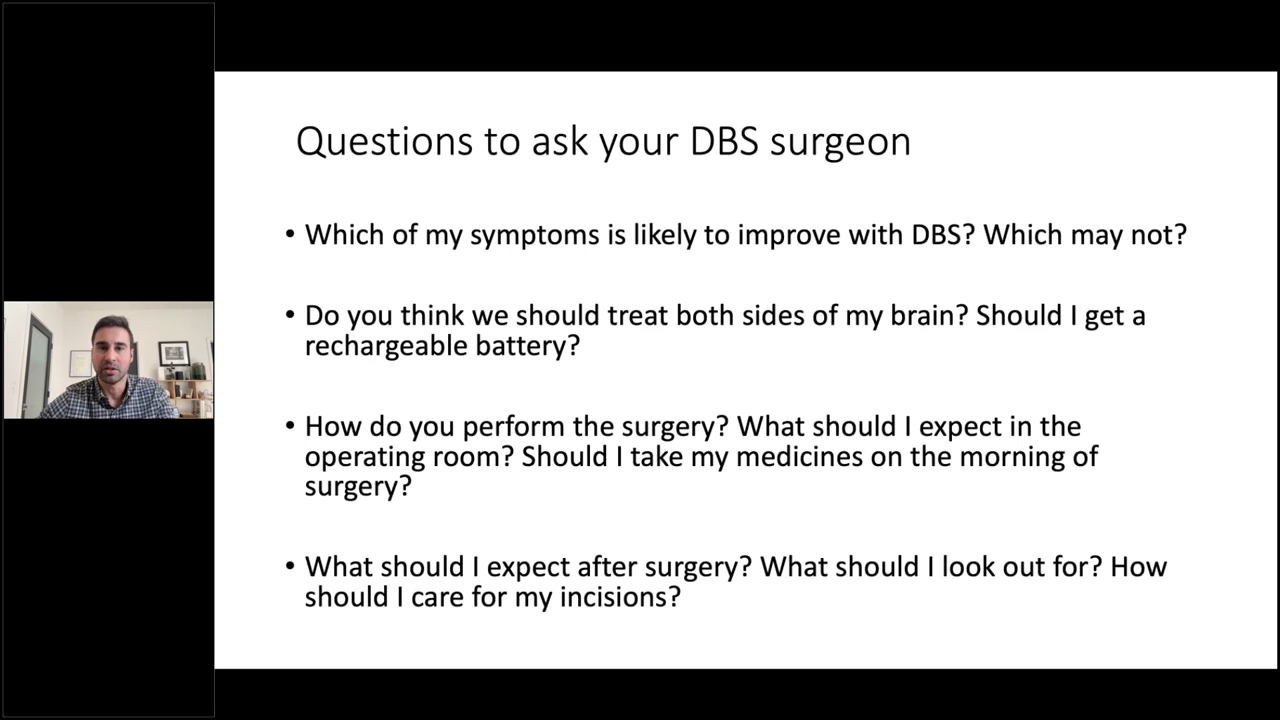 Questions to ask your DBS surgeon
• Which of my symptoms is likely to improve with DBS? Which may not?
• Do you think we should treat both sides of my brain? Should I get a
rechargeable battery?
• How do you perform the surgery? What should I expect in the
operating room? Should I take my medicines on the morning of
surgery?
• What should I expect after surgery? What should I look out for? How
should I care for my incisions?